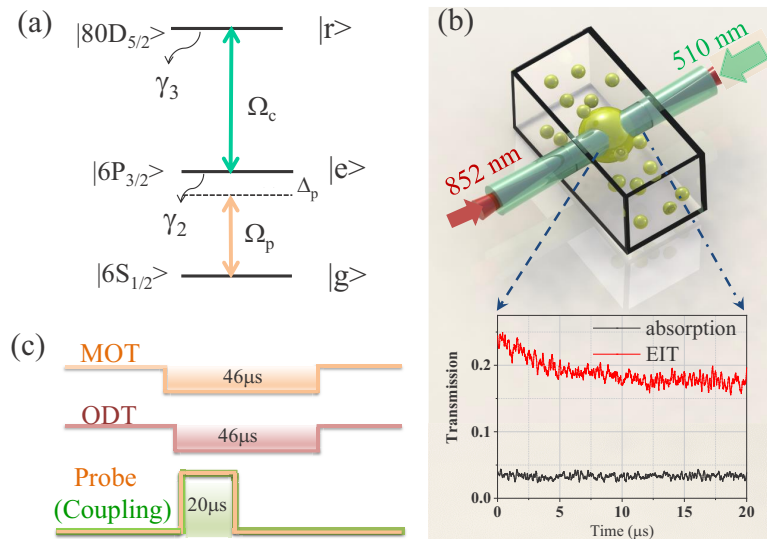 (a)
|80D5/2>
|r>
γ3
Ωc
|6P3/2>
|e>
Δp
γ2
Ωp
|6S1/2>
|g>
(b)
510 nm
852 nm
absorption
EIT
Transmission
0.2
0.1
0.0
0.0 5 10 15 20
Time (μs)
(c)
MOT
46μs
ODT
46μs
Probe
(Coupling)
20μs